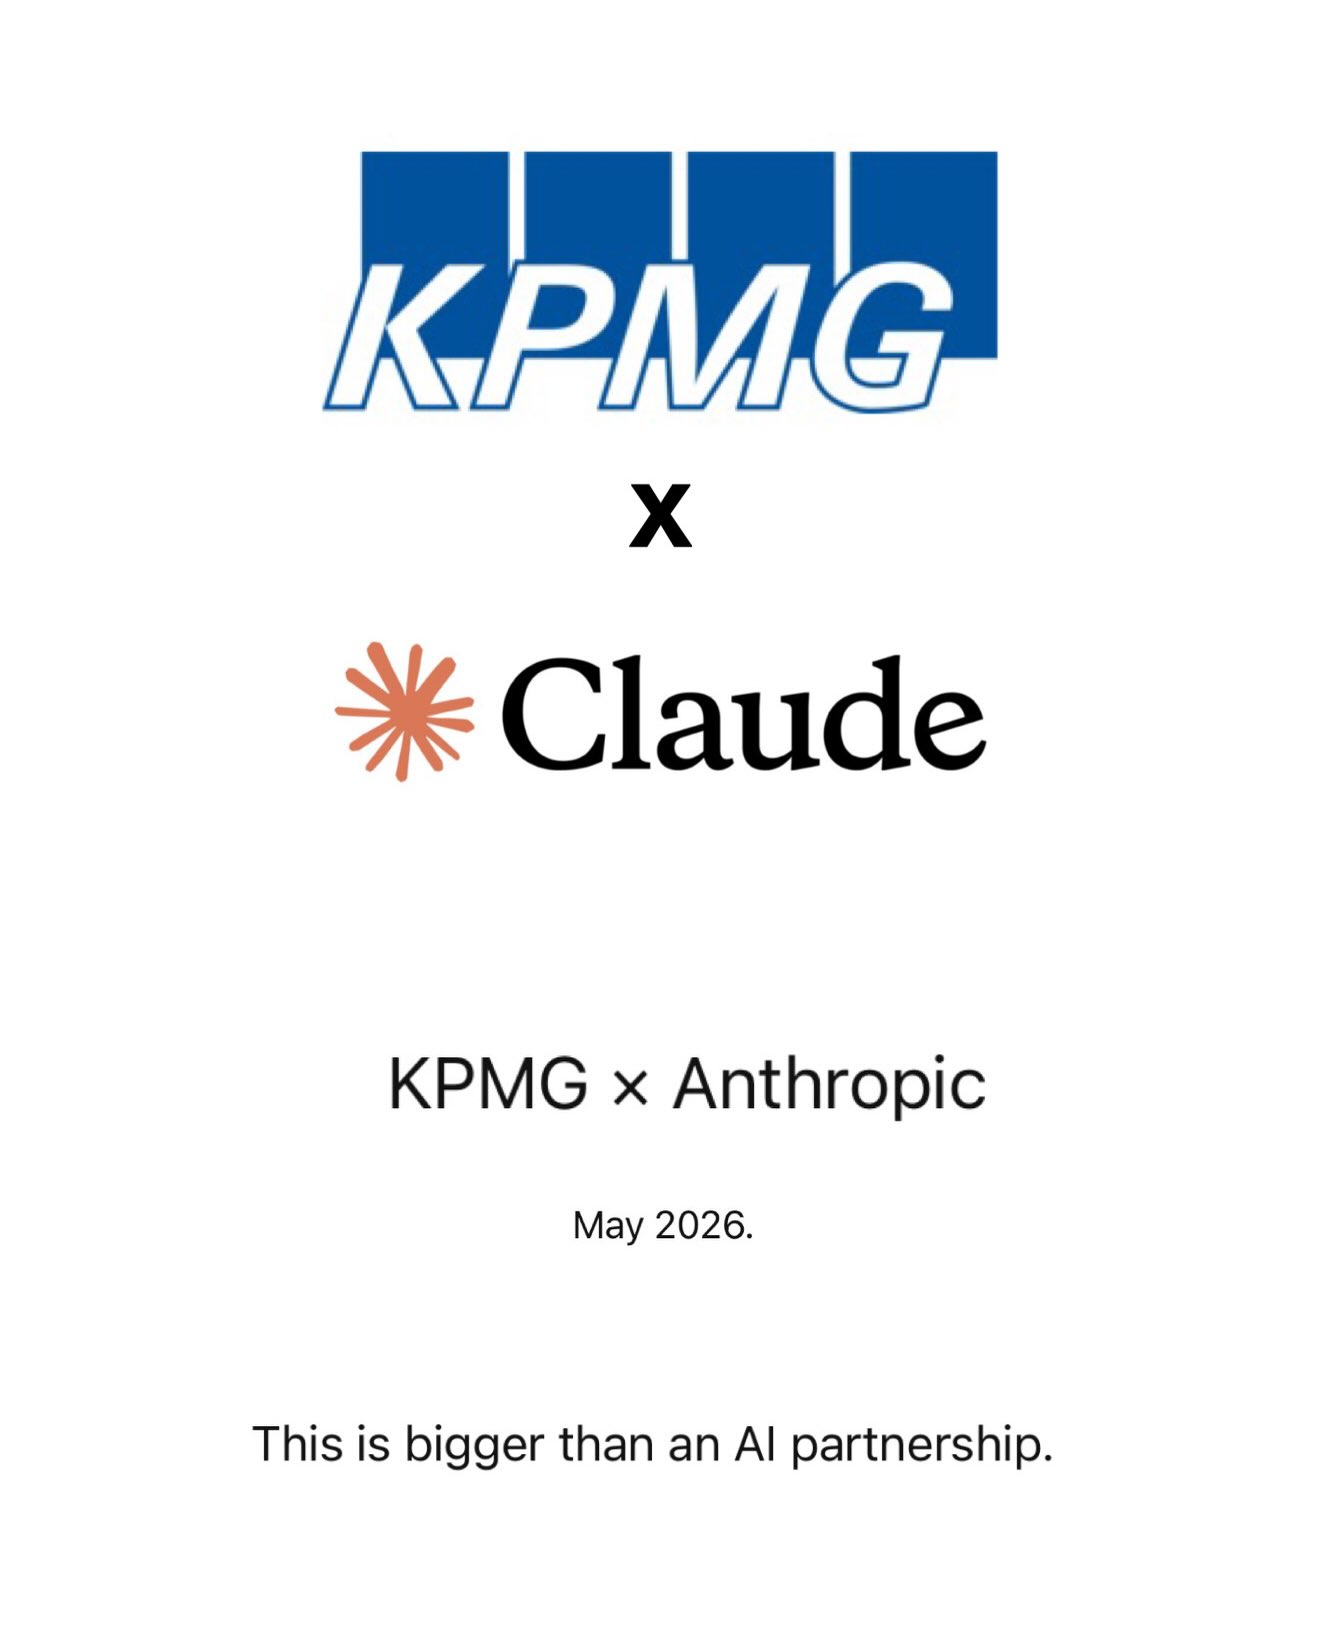 KPMG
x
Claude
KPMG × Anthropic
May 2026.
This is bigger than an AI partnership.